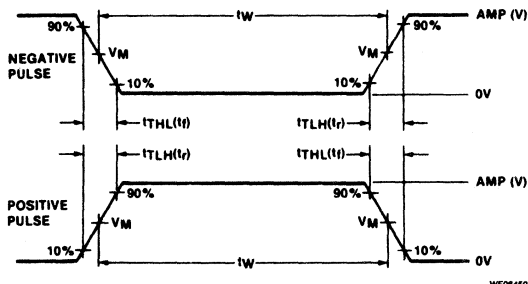 tW
AMP (V)
90%
90%
NEGATIVE
PULSE
VM
VM
10%
10%
0V
tTHL(tf)
tTLH(tr)
tTLH(tr)
tTHL(tf)
AMP (V)
90%
90%
POSITIVE
PULSE
VM
VM
10%
10%
tW
0V
WF06450